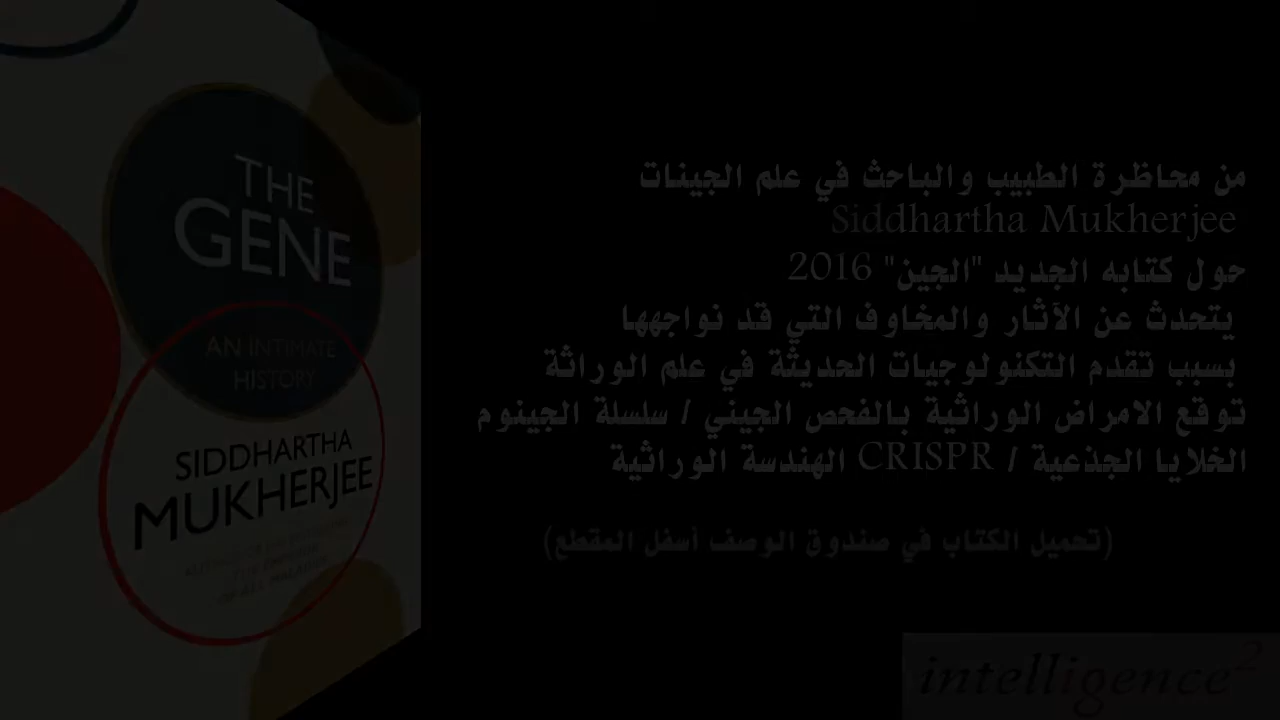 THE
GENE
AN INTIMATE
HISTORY
SIDDHARTHA
MUKHERJEE
من محاظرة الطبيب والباحث في علم الجينات
Siddhartha Mukherjee
حول كتابه الجديد "الجين" 2016
يتحدث عن الآثار والمخاوف التي قد نواجهها
بسبب تقدم التكنولوجيات الحديثة في علم الوراثة
توقع الامراض الوراثية بالفحص الجيني / سلسلة الجينوم
الخلايا الجذعية / CRISPR الهندسة الوراثية
(تحميل الكتاب في صندوق الوصف أسفل المقطع)
intelligence²